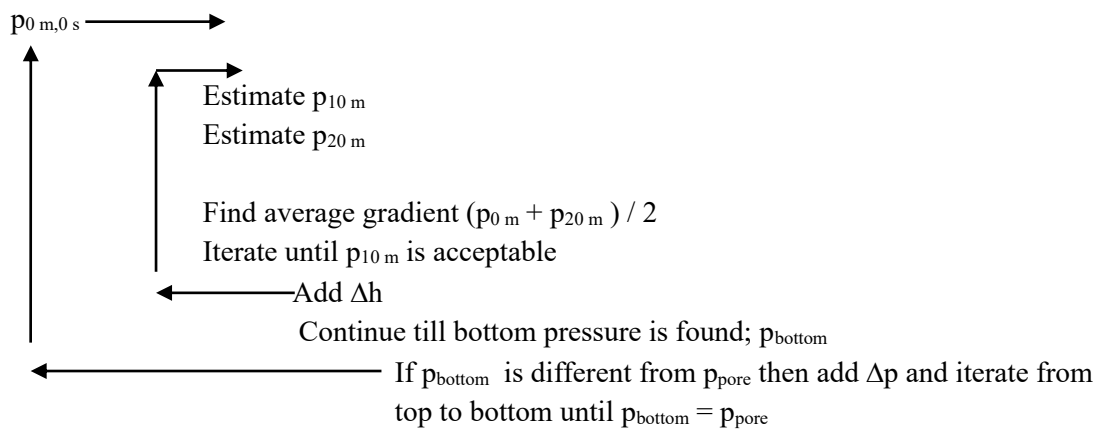 p0 m,0 s
Estimate p10 m
Estimate p20 m
Find average gradient (p0 m + p20 m ) / 2
Iterate until p10 m is acceptable
Add Δh
Continue till bottom pressure is found; pbottom
If pbottom is different from ppore then add Δp and iterate from
top to bottom until pbottom = ppore